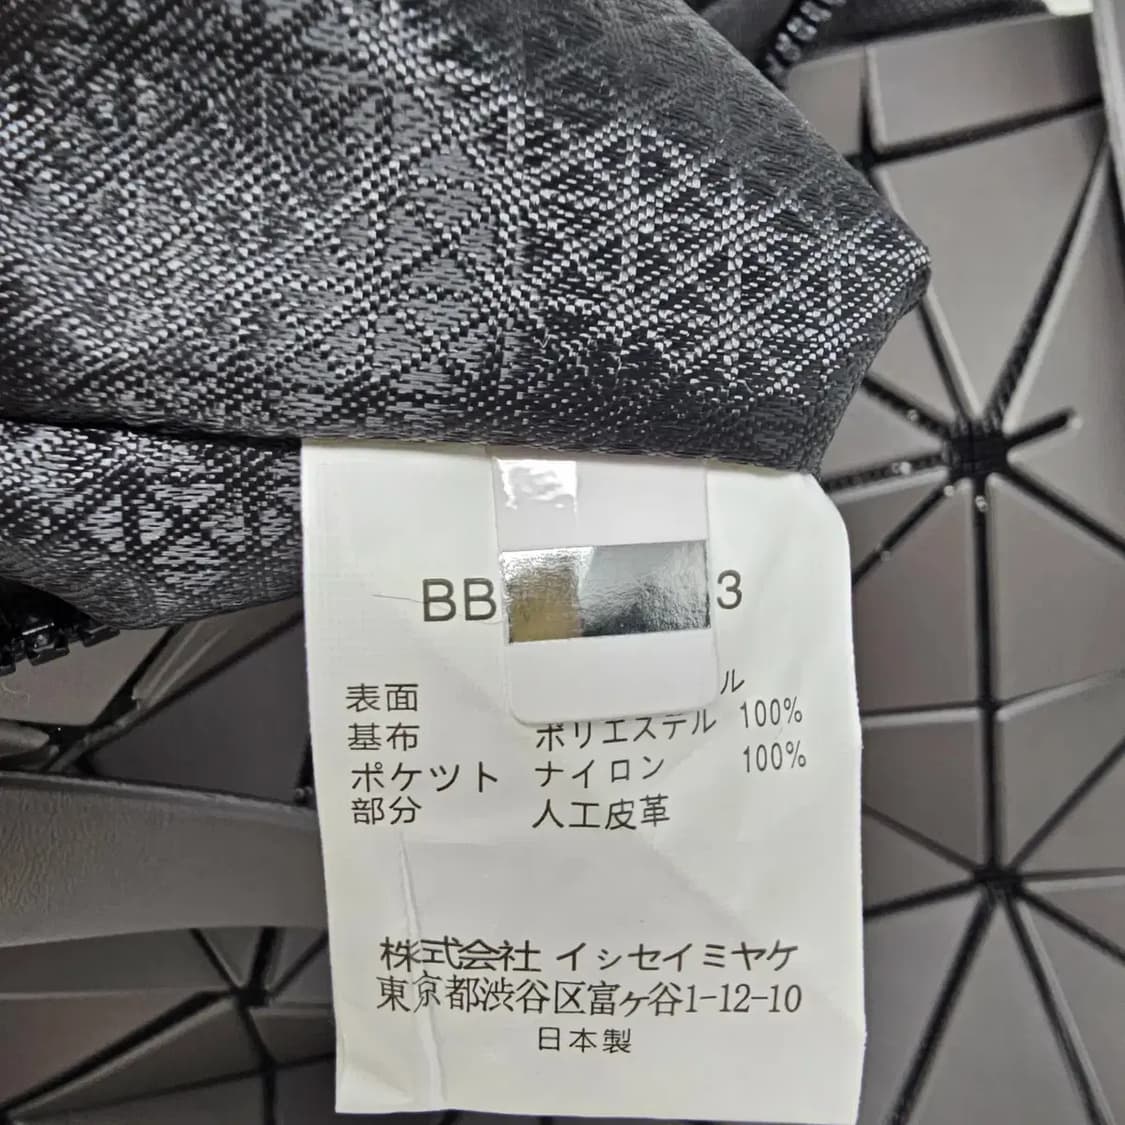 BB 3
表面 ル
基布 ポリエステル 100%
ポケット ナイロン 100%
部分 人工皮革
株式会社 イッセイミヤケ
東京都渋谷区富ヶ谷1-12-10
日本製